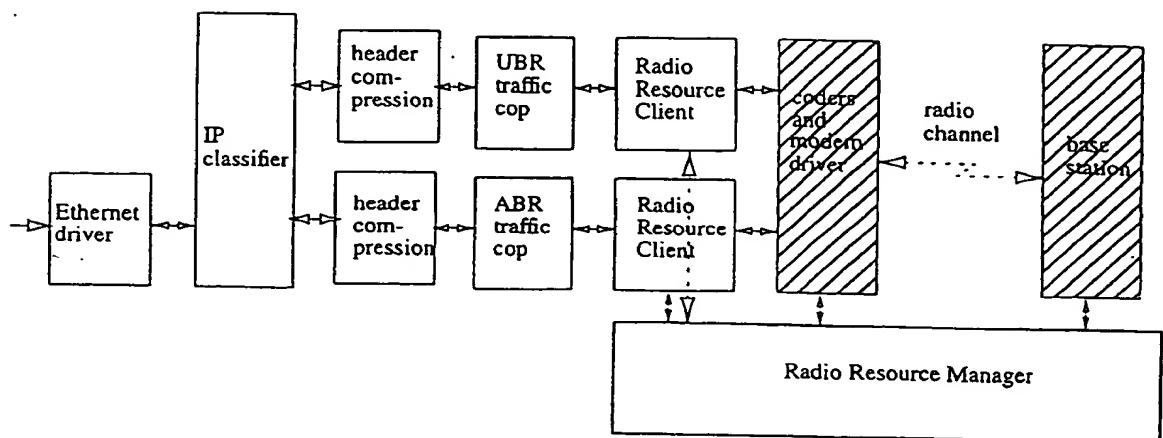 header
com-
pression
UBR
traffic
cop
Radio
Resource
Client
coders
and
modem
driver
radio
channel
base
station
IP
classifier
Ethernet
driver
header
com-
pression
ABR
traffic
cop
Radio
Resource
Client
Radio Resource Manager